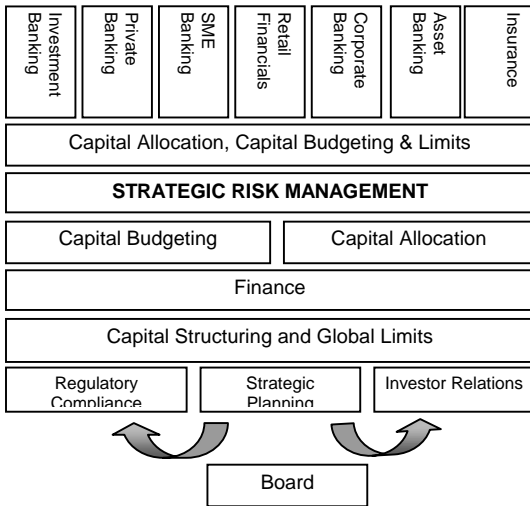 Investment
Banking
Private
Banking
SME
Banking
Retail
Financials
Corporate
Banking
Asset
Banking
Insurance
Capital Allocation, Capital Budgeting & Limits
STRATEGIC RISK MANAGEMENT
Capital Budgeting
Capital Allocation
Finance
Capital Structuring and Global Limits
Regulatory
Compliance
Strategic
Planning
Investor Relations
Board